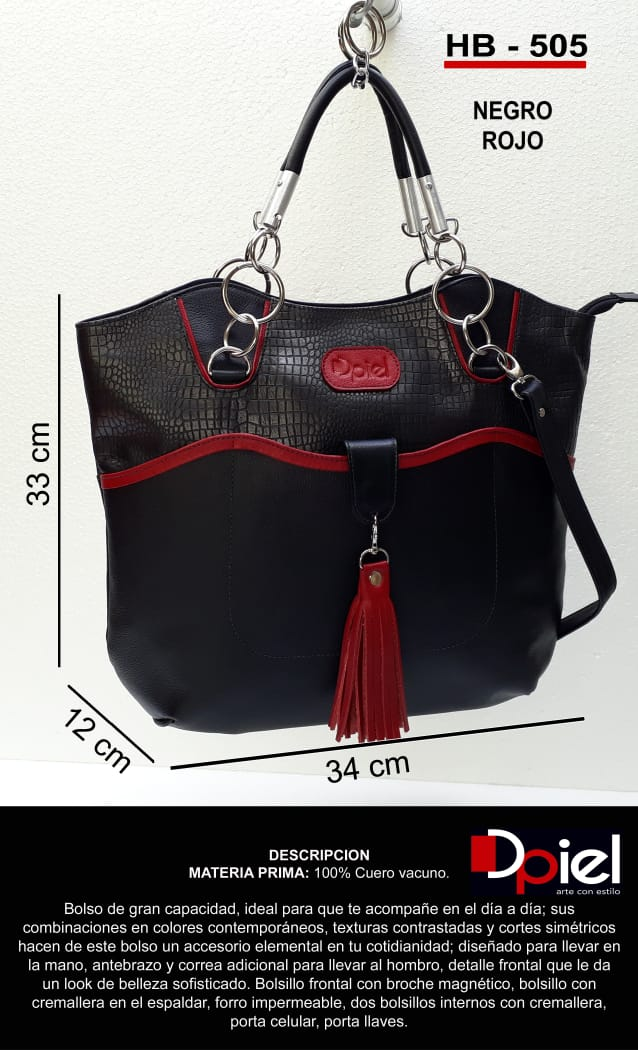 HB - 505
NEGRO
ROJO
Dpiel
33 cm
12 cm
34 cm
Dpiel
arte con estilo
DESCRIPCION
MATERIA PRIMA: 100% Cuero vacuno.
Bolso de gran capacidad, ideal para que te acompañe en el día a día; sus
combinaciones en colores contemporáneos, texturas contrastadas y cortes simétricos
hacen de este bolso un accesorio elemental en tu cotidianidad; diseñado para llevar en
la mano, antebrazo y correa adicional para llevar al hombro, detalle frontal que le da
un look de belleza sofisticado. Bolsillo frontal con broche magnético, bolsillo con
cremallera en el espaldar, forro impermeable, dos bolsillos internos con cremallera,
porta celular, porta llaves.